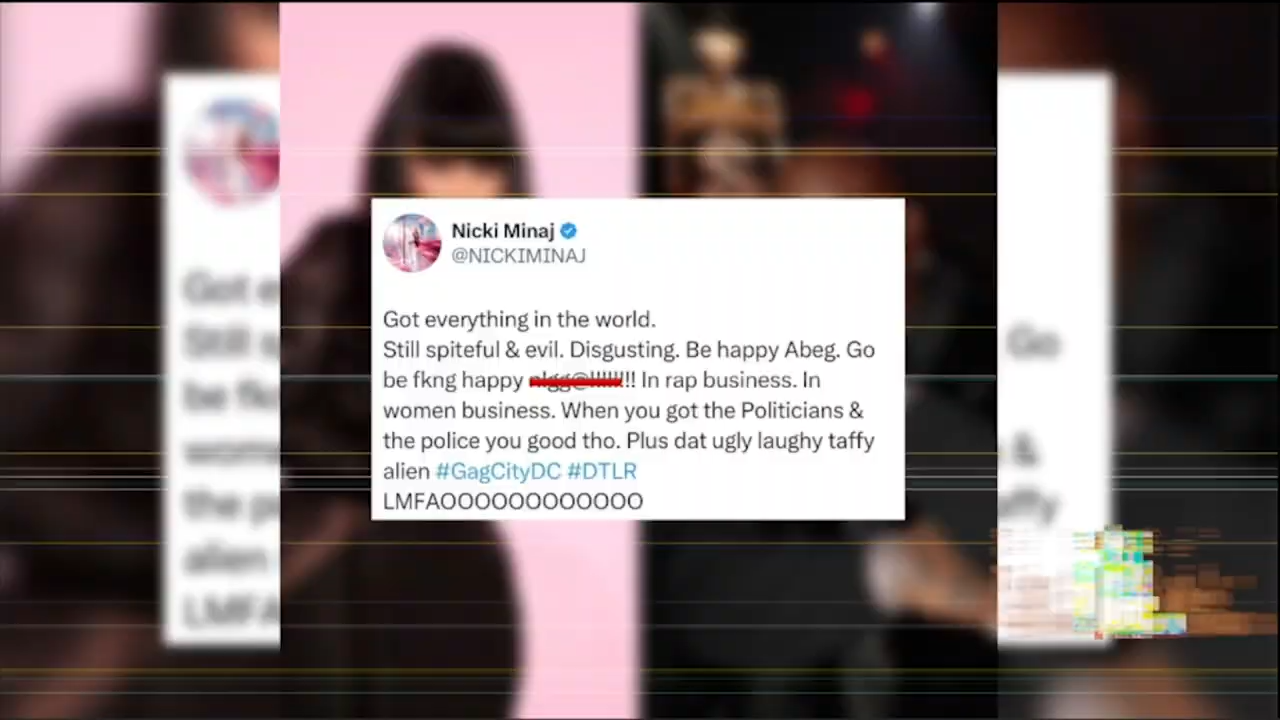 Nicki Minaj
@NICKIMINAJ
Got everything in the world.
Still spiteful & evil. Disgusting. Be happy Abeg. Go
be fkng happy !! In rap business. In
women business. When you got the Politicians &
the police you good tho. Plus dat ugly laughy taffy
alien #GagCityDC #DTLR
LMFAOOOOOOOOOOOO